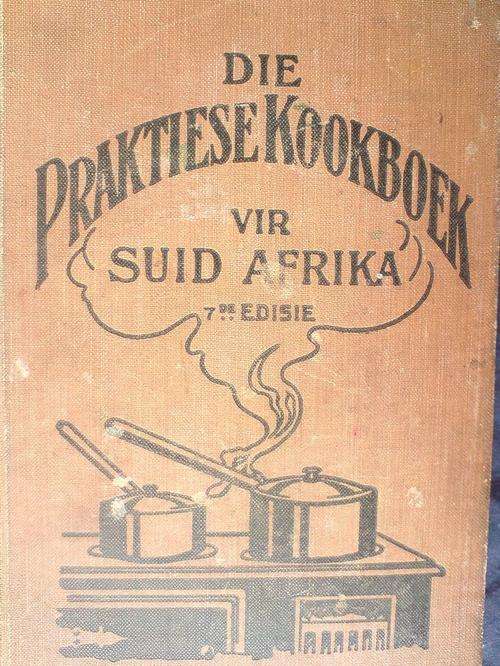 DIE
PRAKTIESE KOOKBOEK
VIR
SUID AFRIKA
7DE EDISIE